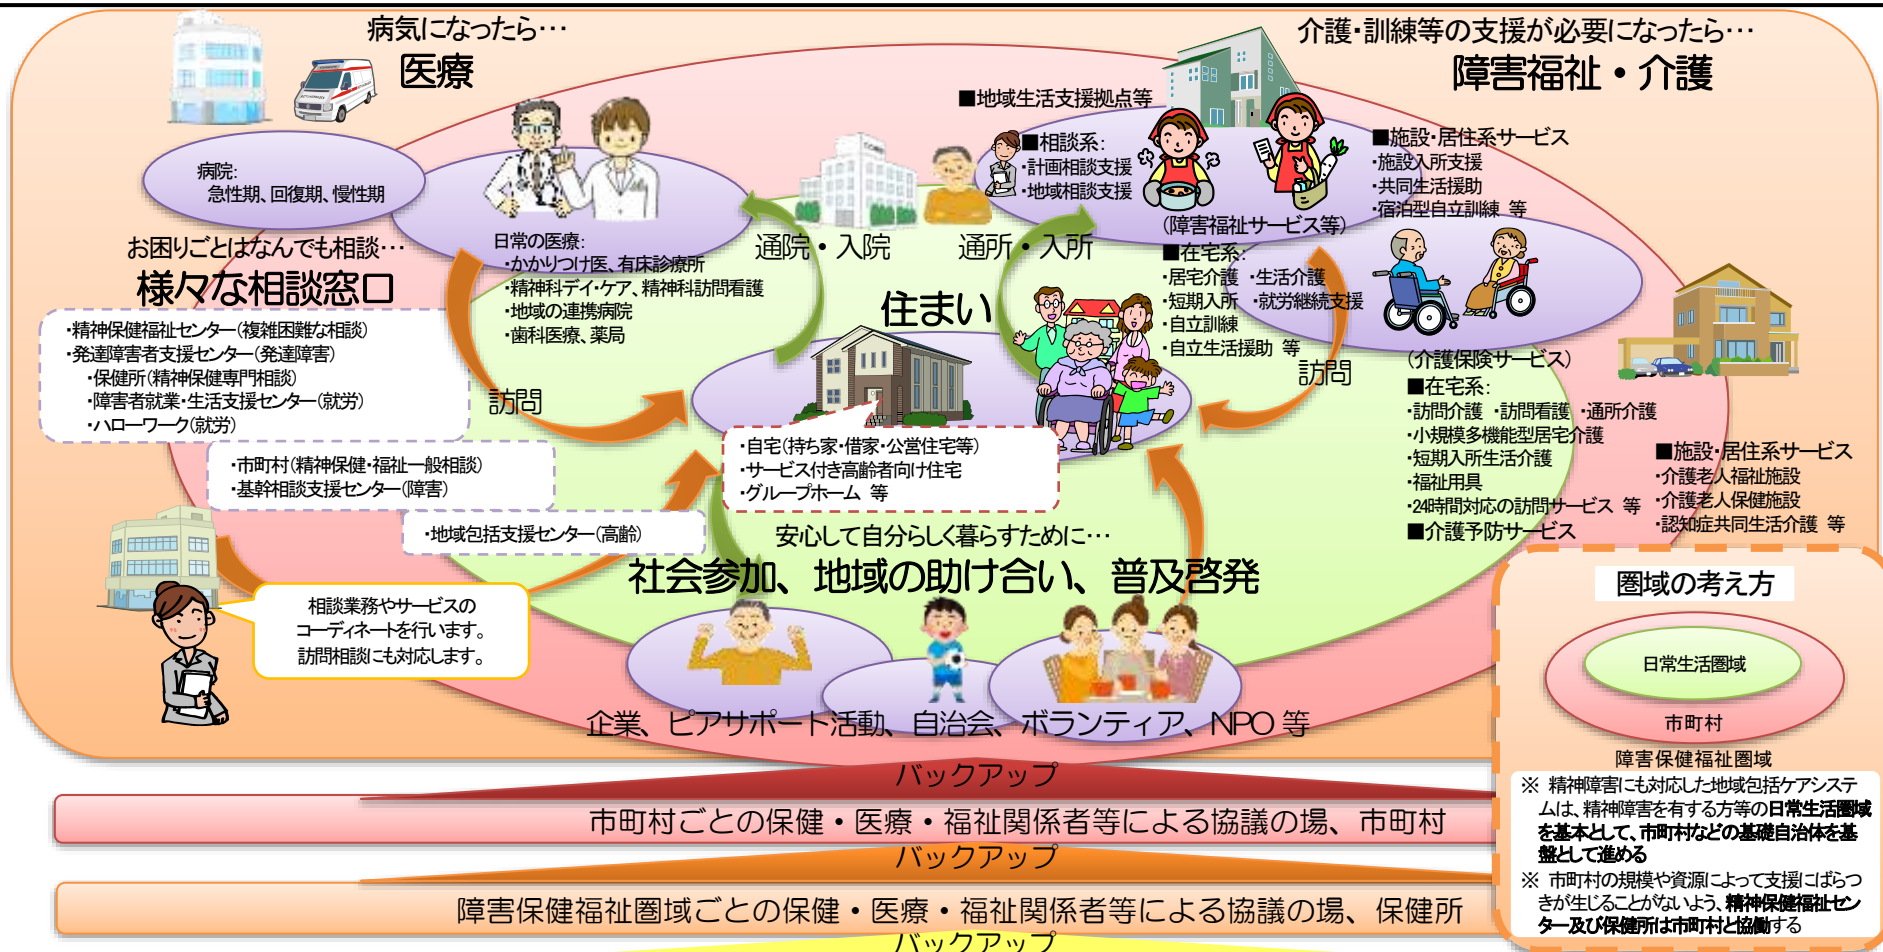 病気になったら…
医療
病院:
急性期、回復期、慢性期
日常の医療:
・かかりつけ医、有床診療所
・精神科デイ・ケア、精神科訪問看護
・地域の連携病院
・歯科医療、薬局
通院・入院
訪問
介護・訓練等の支援が必要になったら…
障害福祉・介護
■地域生活支援拠点等
■相談系:
・計画相談支援
・地域相談支援
■施設・居住系サービス
・施設入所支援
・共同生活援助
・宿泊型自立訓練 等
(障害福祉サービス等)
■在宅系:
・居宅介護 ・生活介護
・短期入所 ・就労継続支援
・自立訓練
・自立生活援助 等
通所・入所
訪問
(介護保険サービス)
■在宅系:
・訪問介護 ・訪問看護 ・通所介護
・小規模多機能型居宅介護
・短期入所生活介護
・福祉用具
・24時間対応の訪問サービス 等
■介護予防サービス
■施設・居住系サービス
・介護老人福祉施設
・介護老人保健施設
・認知症共同生活介護 等
お困りごとはなんでも相談…
様々な相談窓口
・精神保健福祉センター(複雑困難な相談)
・発達障害者支援センター(発達障害)
・保健所(精神保健専門相談)
・障害者就業・生活支援センター(就労)
・ハローワーク(就労)
・市町村(精神保健・福祉一般相談)
・基幹相談支援センター(障害)
・地域包括支援センター(高齢)
相談業務やサービスの
コーディネートを行います。
訪問相談にも対応します。
住まい
・自宅(持ち家・借家・公営住宅等)
・サービス付き高齢者向け住宅
・グループホーム 等
安心して自分らしく暮らすために…
社会参加、地域の助け合い、普及啓発
企業、ピアサポート活動、自治会、ボランティア、NPO 等
バックアップ
市町村ごとの保健・医療・福祉関係者等による協議の場、市町村
バックアップ
障害保健福祉圏域ごとの保健・医療・福祉関係者等による協議の場、保健所
バックアップ
圏域の考え方
日常生活圏域
市町村
障害保健福祉圏域
※ 精神障害にも対応した地域包括ケアシステ
ムは、精神障害を有する方等の日常生活圏域
を基本として、市町村などの基礎自治体を基
盤として進める
※ 市町村の規模や資源によって支援にばらつ
きが生じることがないよう、精神保健福祉セン
ター及び保健所は市町村と協働する